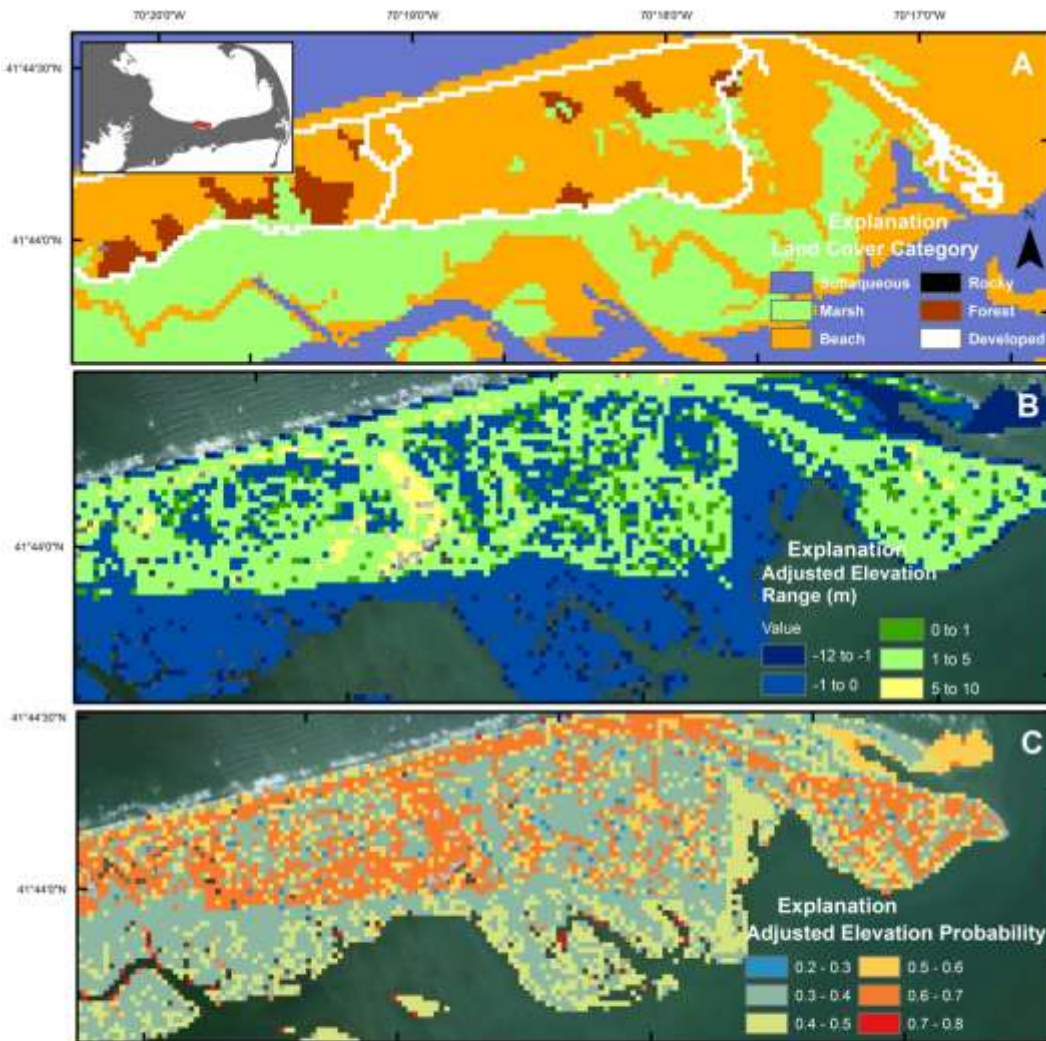 70°20'0"W 70°19'0"W 70°18'0"W 70°17'0"W
41°44'30"N
A
41°44'0"N
N
Explanation
Land Cover Category
Subaqueous Rocky
Marsh Forest
Beach Developed
B
41°44'0"N
Explanation
Adjusted Elevation
Range (m)
Value
-12 to -1
-1 to 0
0 to 1
1 to 5
5 to 10
41°44'30"N
C
41°44'0"N
Explanation
Adjusted Elevation Probability
0.2 - 0.3 0.5 - 0.6
0.3 - 0.4 0.6 - 0.7
0.4 - 0.5 0.7 - 0.8